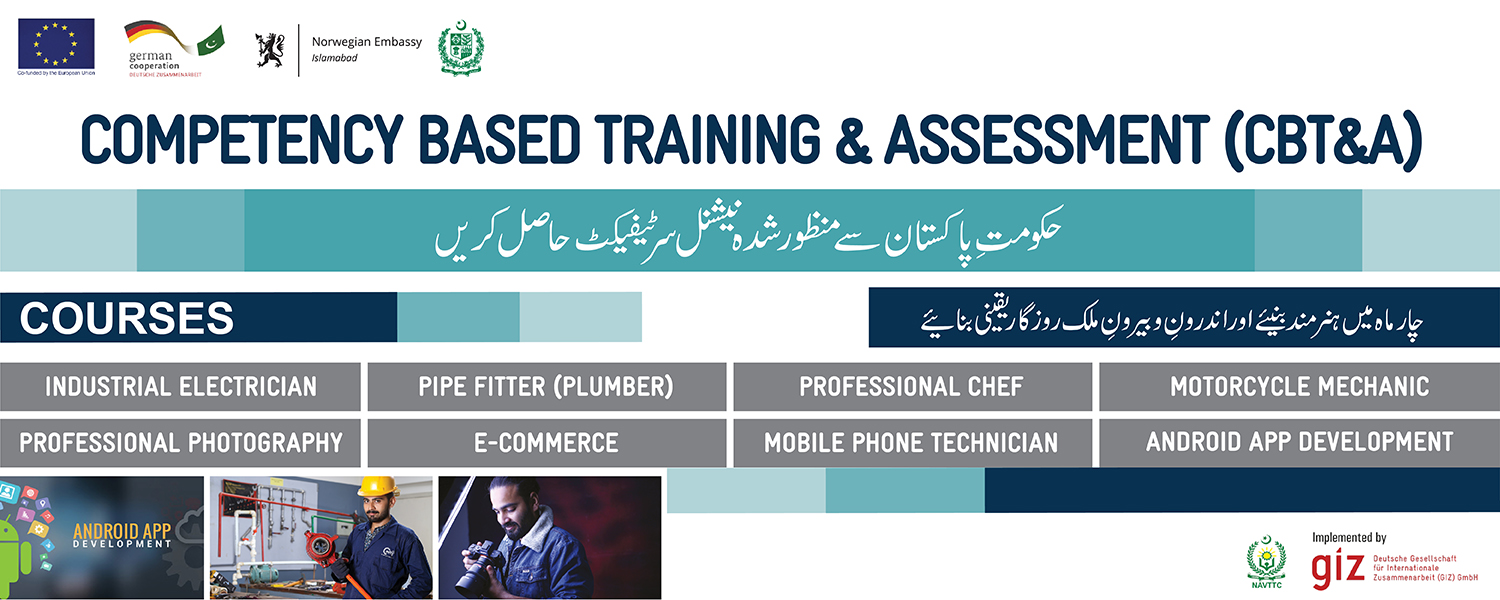 Co-funded by the European Union
german
cooperation
DEUTSCHE ZUSAMMENARBEIT
Norwegian Embassy
Islamabad
COMPETENCY BASED TRAINING & ASSESSMENT (CBT&A)
حکومتِ پاکستان سے منظور شدہ نیشنل سرٹیفیکٹ حاصل کریں
COURSES
چار ماہ میں ہنر مند بنیئے اور اندرونِ و بیرونِ ملک روزگار یقینی بنائیے
INDUSTRIAL ELECTRICIAN
PIPE FITTER (PLUMBER)
PROFESSIONAL CHEF
MOTORCYCLE MECHANIC
PROFESSIONAL PHOTOGRAPHY
E-COMMERCE
MOBILE PHONE TECHNICIAN
ANDROID APP DEVELOPMENT
ANDROID APP
DEVELOPMENT
NAVTTC
Implemented by
giz
Deutsche Gesellschaft
für Internationale
Zusammenarbeit (GIZ) GmbH